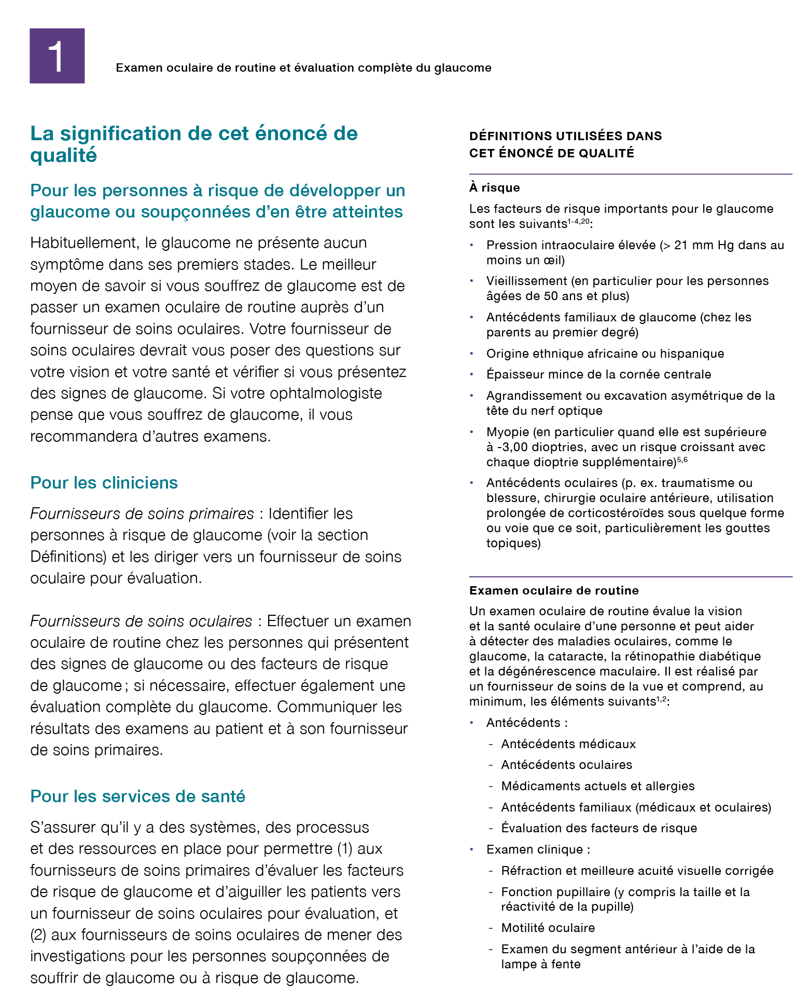 1
Examen oculaire de routine et évaluation complète du glaucome
La signification de cet énoncé de
qualité
Pour les personnes à risque de développer un
glaucome ou soupçonnées d’en être atteintes
Habituellement, le glaucome ne présente aucun
symptôme dans ses premiers stades. Le meilleur
moyen de savoir si vous souffrez de glaucome est de
passer un examen oculaire de routine auprès d’un
fournisseur de soins oculaires. Votre fournisseur de
soins oculaires devrait vous poser des questions sur
votre vision et votre santé et vérifier si vous présentez
des signes de glaucome. Si votre ophtalmologiste
pense que vous souffrez de glaucome, il vous
recommandera d’autres examens.
Pour les cliniciens
Fournisseurs de soins primaires : Identifier les
personnes à risque de glaucome (voir la section
Définitions) et les diriger vers un fournisseur de soins
oculaire pour évaluation.
Fournisseurs de soins oculaires : Effectuer un examen
oculaire de routine chez les personnes qui présentent
des signes de glaucome ou des facteurs de risque
de glaucome ; si nécessaire, effectuer également une
évaluation complète du glaucome. Communiquer les
résultats des examens au patient et à son fournisseur
de soins primaires.
Pour les services de santé
S’assurer qu’il y a des systèmes, des processus
et des ressources en place pour permettre (1) aux
fournisseurs de soins primaires d’évaluer les facteurs
de risque de glaucome et d’aiguiller les patients vers
un fournisseur de soins oculaires pour évaluation, et
(2) aux fournisseurs de soins oculaires de mener des
investigations pour les personnes soupçonnées de
souffrir de glaucome ou à risque de glaucome.
DÉFINITIONS UTILISÉES DANS
CET ÉNONCÉ DE QUALITÉ
À risque
Les facteurs de risque importants pour le glaucome
sont les suivants1-4,20:
• Pression intraoculaire élevée (> 21 mm Hg dans au
moins un œil)
• Vieillissement (en particulier pour les personnes
âgées de 50 ans et plus)
• Antécédents familiaux de glaucome (chez les
parents au premier degré)
• Origine ethnique africaine ou hispanique
• Épaisseur mince de la cornée centrale
• Agrandissement ou excavation asymétrique de la
tête du nerf optique
• Myopie (en particulier quand elle est supérieure
à -3,00 dioptries, avec un risque croissant avec
chaque dioptrie supplémentaire)5,6
• Antécédents oculaires (p. ex. traumatisme ou
blessure, chirurgie oculaire antérieure, utilisation
prolongée de corticostéroïdes sous quelque forme
ou voie que ce soit, particulièrement les gouttes
topiques)
Examen oculaire de routine
Un examen oculaire de routine évalue la vision
et la santé oculaire d’une personne et peut aider
à détecter des maladies oculaires, comme le
glaucome, la cataracte, la rétinopathie diabétique
et la dégénérescence maculaire. Il est réalisé par
un fournisseur de soins de la vue et comprend, au
minimum, les éléments suivants1,2:
• Antécédents :
- Antécédents médicaux
- Antécédents oculaires
- Médicaments actuels et allergies
- Antécédents familiaux (médicaux et oculaires)
- Évaluation des facteurs de risque
• Examen clinique :
- Réfraction et meilleure acuité visuelle corrigée
- Fonction pupillaire (y compris la taille et la
réactivité de la pupille)
- Motilité oculaire
- Examen du segment antérieur à l’aide de la
lampe à fente